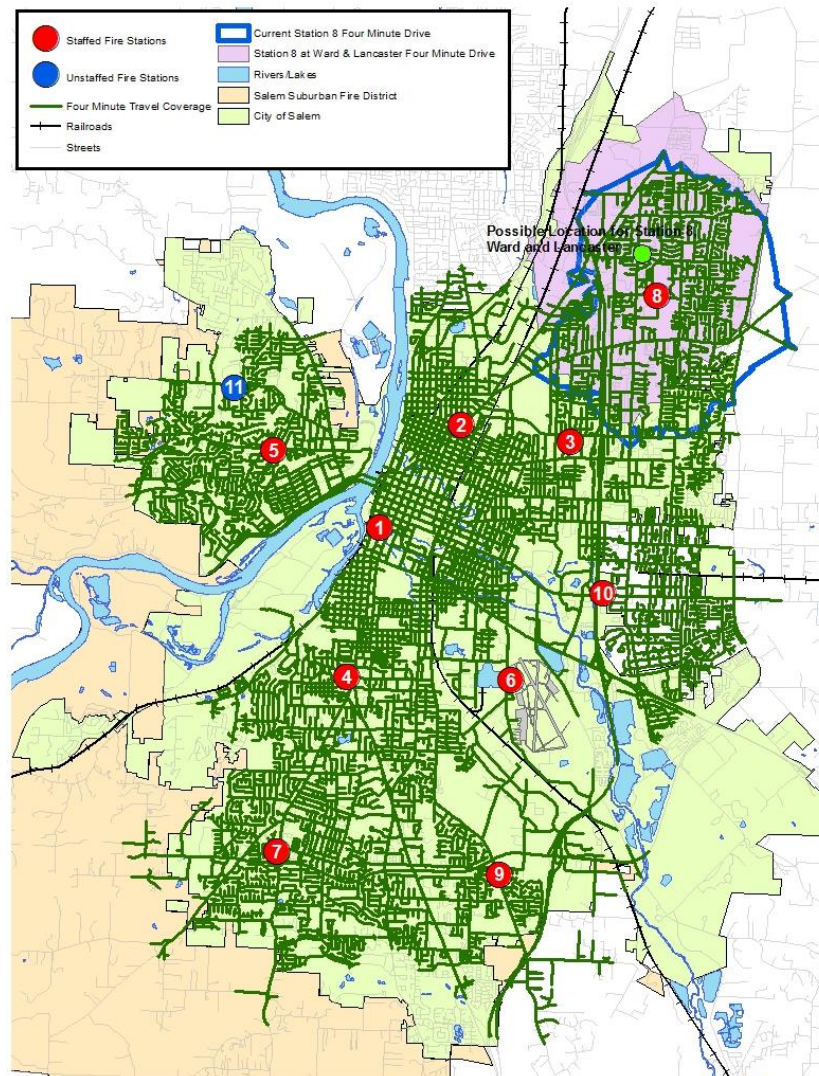 Staffed Fire Stations
Unstaffed Fire Stations
Four Minute Travel Coverage
Railroads
Streets
Current Station 8 Four Minute Drive
Station 8 at Ward & Lancaster Four Minute Drive
Rivers/Lakes
Salem Suburban Fire District
City of Salem
Possible Location for Station 8,
Ward and Lancaster
8
11
2
3
5
1
10
4
6
7
9